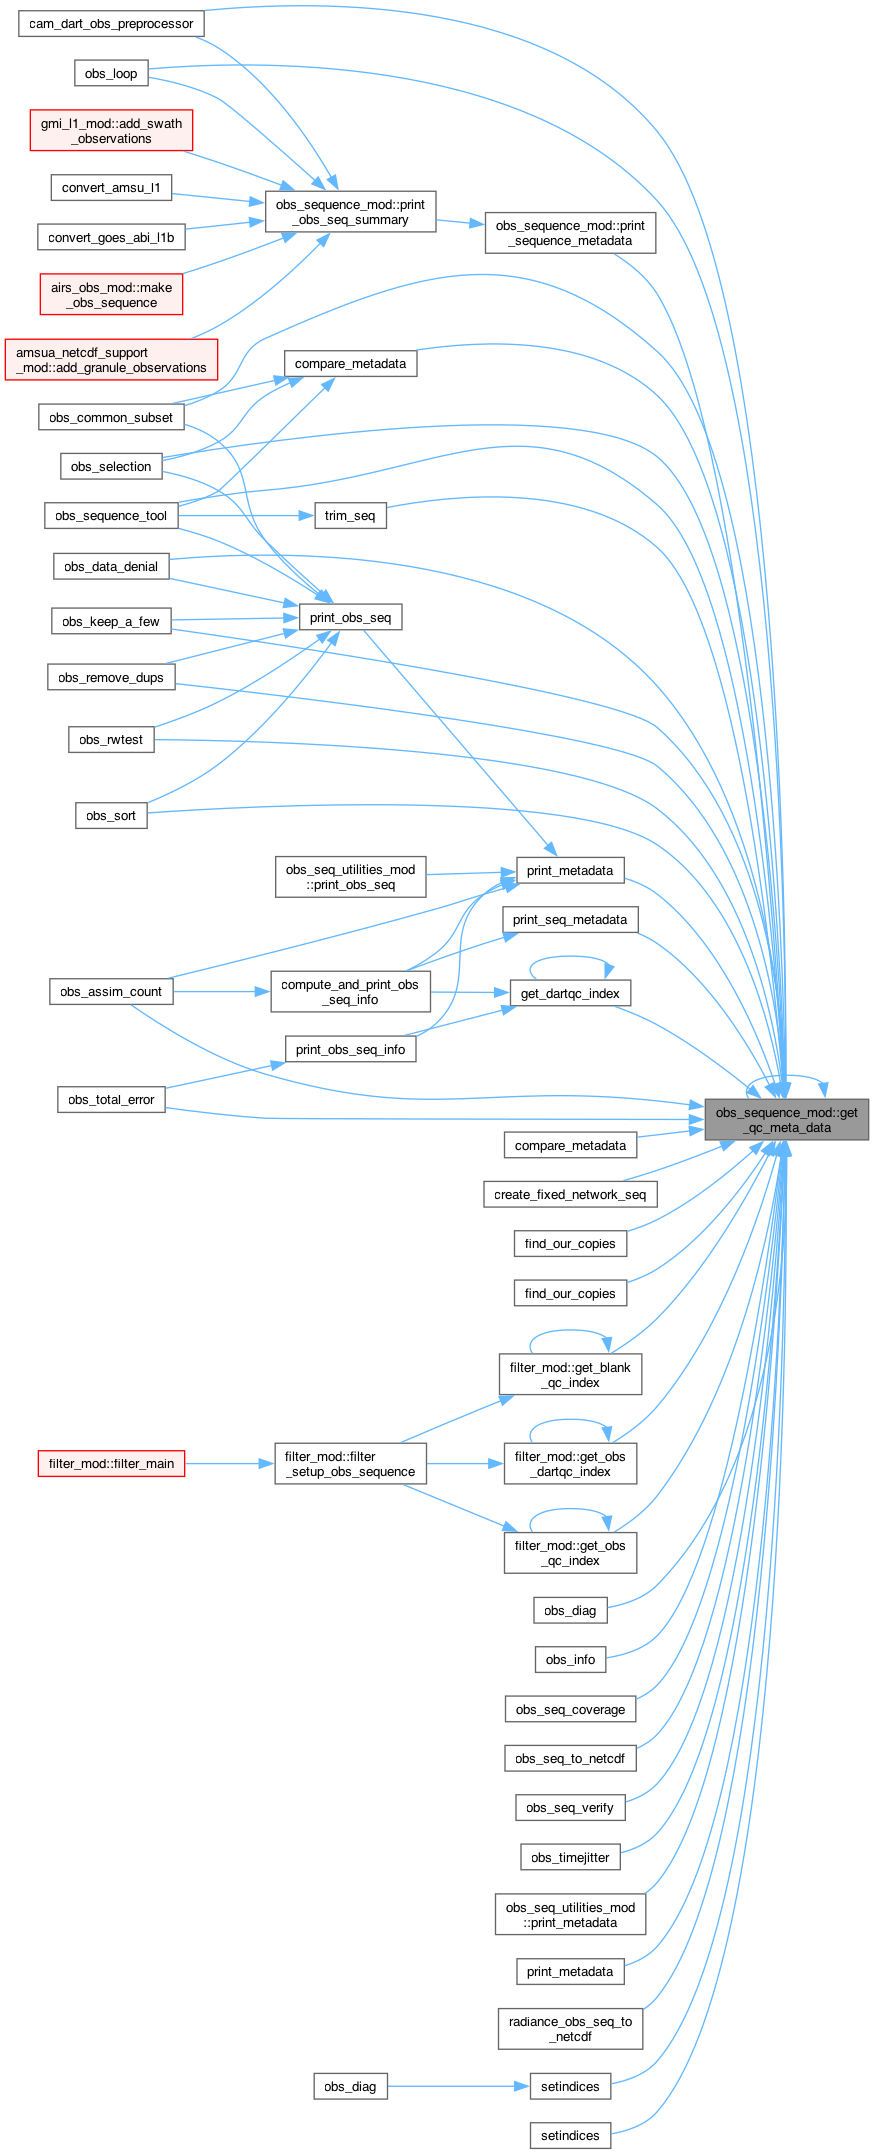 cam_dart_obs_preprocessor
obs_loop
gmi_l1_mod::add_swath
_observations
convert_amsu_l1
obs_sequence_mod::print
_obs_seq_summary
obs_sequence_mod::print
_sequence_metadata
convert_goes_abi_l1b
airs_obs_mod::make
_obs_sequence
amsua_netcdf_support
_mod::add_granule_observations
compare_metadata
obs_common_subset
obs_selection
obs_sequence_tool
trim_seq
obs_data_denial
print_obs_seq
obs_keep_a_few
obs_remove_dups
obs_rwtest
obs_sort
obs_seq_utilities_mod
::print_obs_seq
print_metadata
print_seq_metadata
obs_assim_count
compute_and_print_obs
_seq_info
get_dartqc_index
print_obs_seq_info
obs_total_error
obs_sequence_mod::get
_qc_meta_data
compare_metadata
create_fixed_network_seq
find_our_copies
find_our_copies
filter_mod::get_blank
_qc_index
filter_mod::filter_main
filter_mod::filter
_setup_obs_sequence
filter_mod::get_obs
_dartqc_index
filter_mod::get_obs
_qc_index
obs_diag
obs_info
obs_seq_coverage
obs_seq_to_netcdf
obs_seq_verify
obs_timejitter
obs_seq_utilities_mod
::print_metadata
print_metadata
radiance_obs_seq_to
_netcdf
obs_diag
setindices
setindices